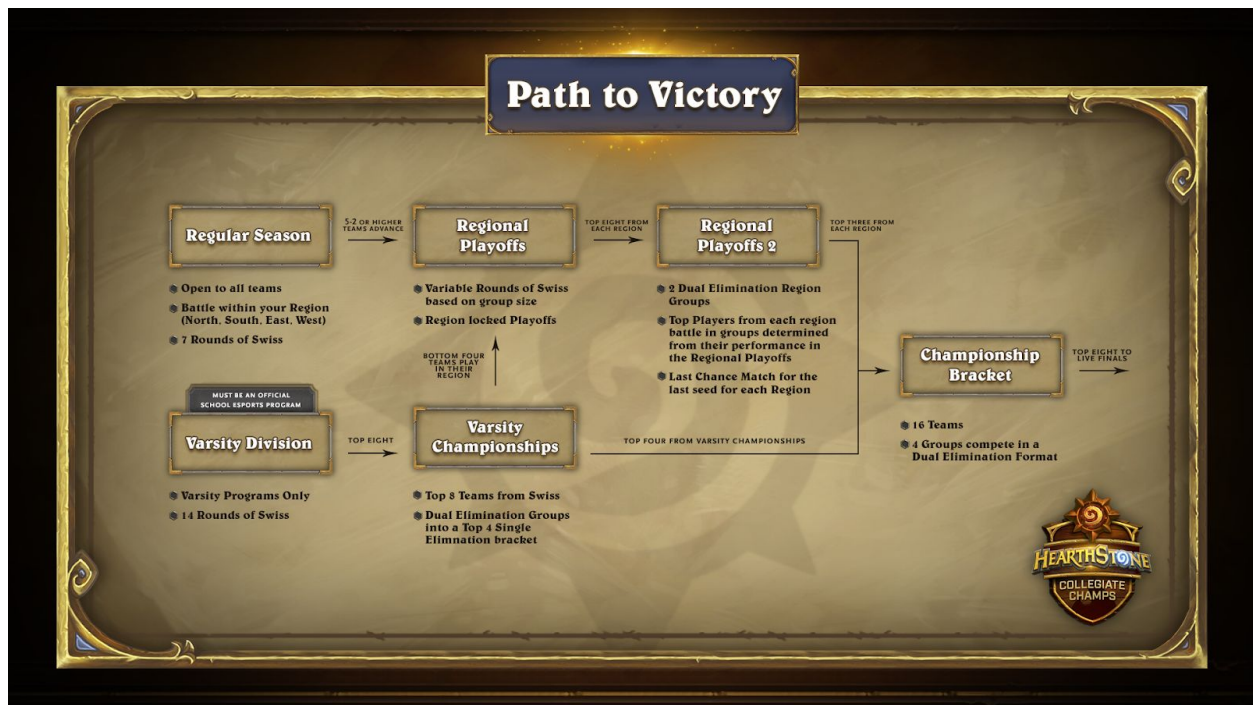 Path to Victory
Regular Season
5-2 OR HIGHER
TEAMS ADVANCE
Regional
Playoffs
TOP EIGHT FROM
EACH REGION
Regional
Playoffs 2
TOP THREE FROM
EACH REGION
Open to all teams
Battle within your Region
(North, South, East, West)
7 Rounds of Swiss
Variable Rounds of Swiss
based on group size
Region locked Playoffs
2 Dual Elimination Region
Groups
Top Players from each region
battle in groups determined
from their performance in
the Regional Playoffs
Last Chance Match for the
last seed for each Region
BOTTOM FOUR
TEAMS PLAY
IN THEIR
REGION
Championship
Bracket
TOP EIGHT TO
LIVE FINALS
16 Teams
4 Groups compete in a
Dual Elimination Format
MUST BE AN OFFICIAL
SCHOOL ESPORTS PROGRAM
Varsity Division
TOP EIGHT
Varsity
Championships
TOP FOUR FROM VARSITY CHAMPIONSHIPS
Varsity Programs Only
14 Rounds of Swiss
Top 8 Teams from Swiss
Dual Elimination Groups
into a Top 4 Single
Elimnation bracket
HEARTHSTONE
COLLEGIATE
CHAMPS